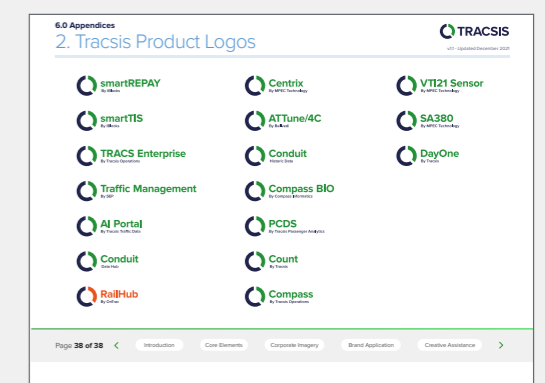 6.0 Appendices
2. Tracsis Product Logos
TRACSIS
v2.1 - Updated December 2021
smartREPAY
By iBlocks
smartTIS
By iBlocks
TRACS Enterprise
By Tracsis Operations
Traffic Management
By SEP
AI Portal
By Tracsis Traffic Data
Conduit
Data Hub
RailHub
By OnTrac
Centrix
By MPEC Technology
ATTune/4C
By Bellvedi
Conduit
Historic Data
Compass BIO
By Compass Informatics
PCDS
By Tracsis Passenger Analytics
Count
By Tracsis
Compass
By Tracsis Operations
VTI21 Sensor
By MPEC Technology
SA380
By MPEC Technology
DayOne
By Tracsis
Page 38 of 38
Introduction
Core Elements
Corporate Imagery
Brand Application
Creative Assistance